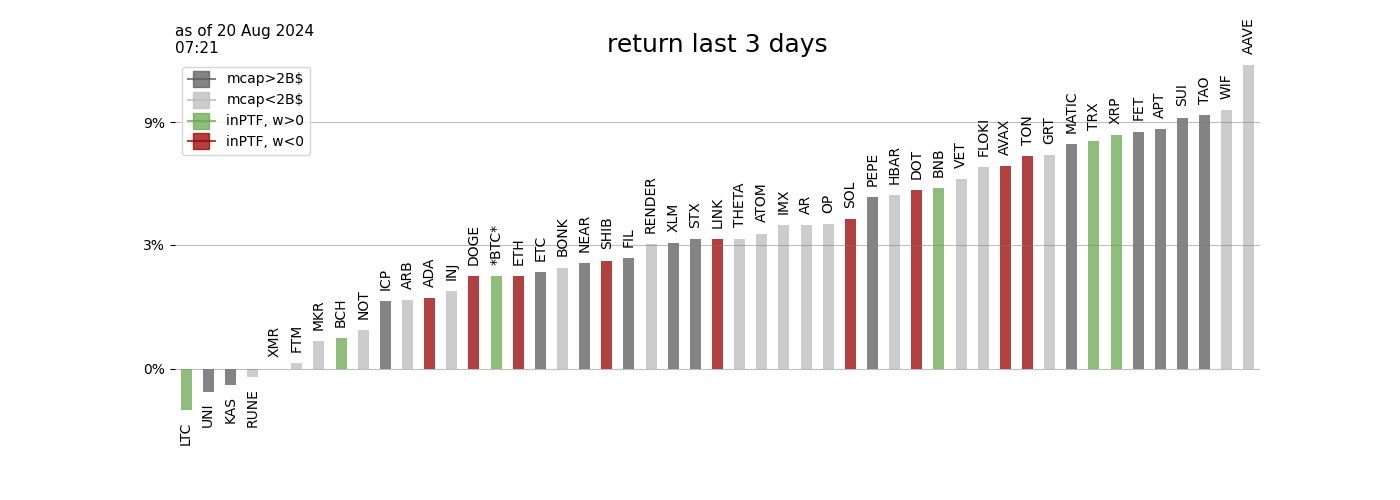 as of 20 Aug 2024
07:21
return last 3 days
mcap>2B$
mcap<2B$
inPTF, w>0
inPTF, w<0
9%
3%
0%
LTC
UNI
KAS
RUNE
XMR
FTM
MKR
BCH
NOT
ICP
ARB
ADA
INJ
DOGE
*BTC*
ETH
ETC
BONK
NEAR
SHIB
FIL
RENDER
XLM
STX
LINK
THETA
ATOM
IMX
AR
OP
SOL
PEPE
HBAR
DOT
BNB
VET
FLOKI
AVAX
TON
GRT
MATIC
TRX
XRP
FET
APT
SUI
TAO
WIF
AAVE